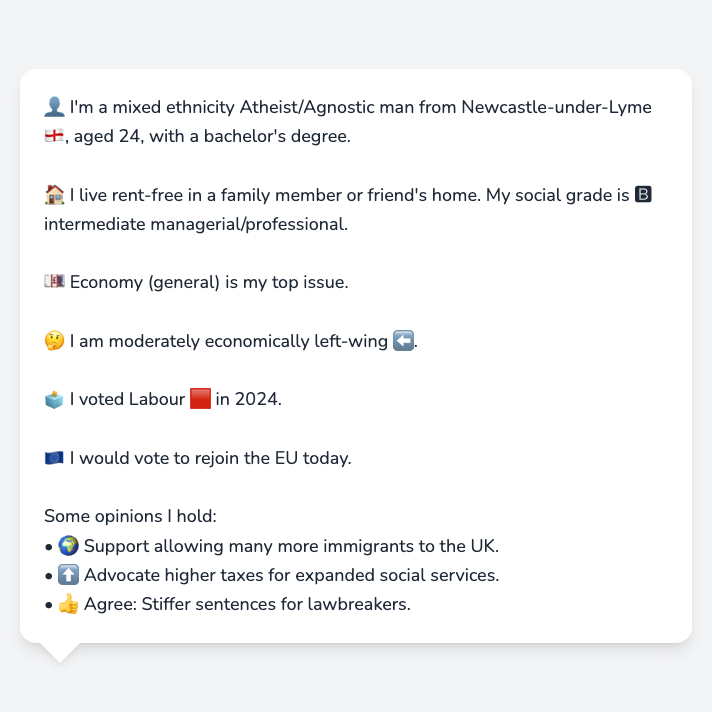 👤 I'm a mixed ethnicity Atheist/Agnostic man from Newcastle-under-Lyme
🏴󠁧󠁢󠁥󠁮󠁧󠁿, aged 24, with a bachelor's degree.
🏠 I live rent-free in a family member or friend's home. My social grade is 🅱
intermediate managerial/professional.
💷 Economy (general) is my top issue.
🤔 I am moderately economically left-wing ⬅️.
🗳️ I voted Labour 🟥 in 2024.
🇪🇺 I would vote to rejoin the EU today.
Some opinions I hold:
• 🌍 Support allowing many more immigrants to the UK.
• ⬆️ Advocate higher taxes for expanded social services.
• 👍 Agree: Stiffer sentences for lawbreakers.